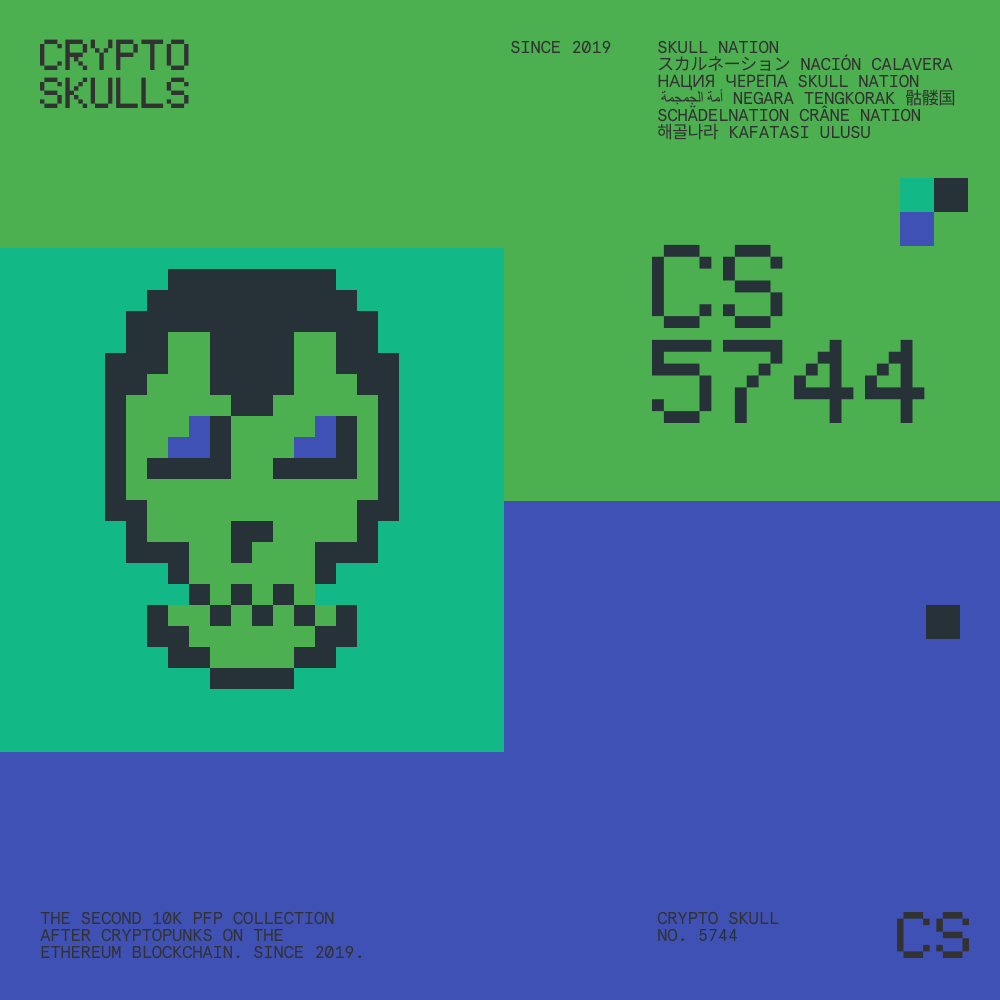 CRYPTO
SKULLS
SINCE 2019
SKULL NATION
スカルネーション NACIÓN CALAVERA
НАЦИЯ ЧЕРЕПА SKULL NATION
أمة الجمجمة NEGARA TENGKORAK 骷髅国
SCHÄDELNATION CRÂNE NATION
해골나라 KAFATASI ULUSU
CS
5744
THE SECOND 10K PFP COLLECTION
AFTER CRYPTOPUNKS ON THE
ETHEREUM BLOCKCHAIN. SINCE 2019.
CRYPTO SKULL
NO. 5744
CS